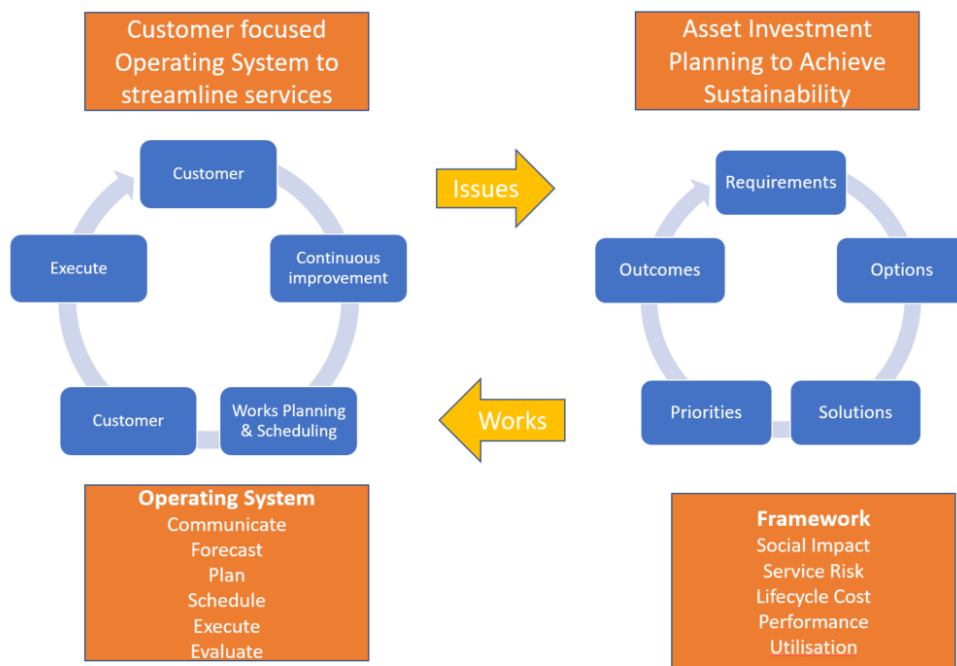 Customer focused
Operating System to
streamline services
Asset Investment
Planning to Achieve
Sustainability
Customer
Continuous
improvement
Works Planning
& Scheduling
Customer
Execute
Issues
Works
Requirements
Options
Solutions
Priorities
Outcomes
Operating System
Communicate
Forecast
Plan
Schedule
Execute
Evaluate
Framework
Social Impact
Service Risk
Lifecycle Cost
Performance
Utilisation